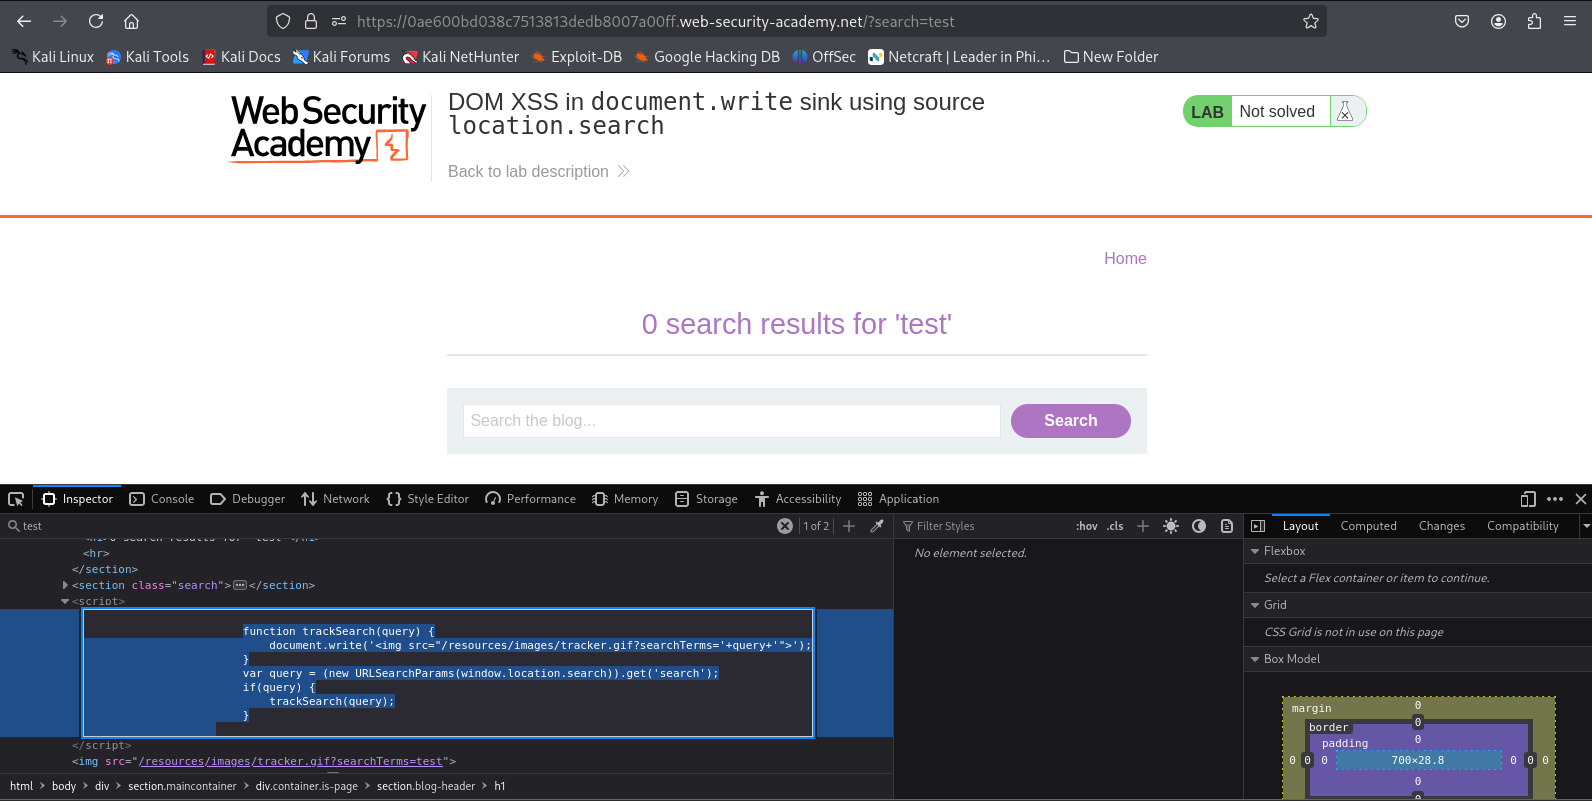 https://0ae600bd038c7513813dedb8007a00ff.web-security-academy.net/?search=test
Kali Linux Kali Tools Kali Docs Kali Forums Kali NetHunter Exploit-DB Google Hacking DB OffSec Netcraft | Leader in Phi… New Folder
Web Security
Academy
DOM XSS in document.write sink using source
location.search
LAB Not solved
Back to lab description
Home
0 search results for 'test'
Search the blog...
Search
Inspector Console Debugger Network Style Editor Performance Memory Storage Accessibility Application
test
1 of 2
Filter Styles
:hov .cls
Layout Computed Changes Compatibility
<h1>0 search results for 'test'</h1>
<hr>
</section>
<section class="search"></section>
<script>
function trackSearch(query) {
document.write('<img src="/resources/images/tracker.gif?searchTerms='+query+'">');
}
var query = (new URLSearchParams(window.location.search)).get('search');
if(query) {
trackSearch(query);
}
</script>
<img src="/resources/images/tracker.gif?searchTerms=test">
html body div section.maincontainer div.container.is-page section.blog-header h1
No element selected.
Flexbox
Select a Flex container or item to continue.
Grid
CSS Grid is not in use on this page
Box Model
margin 0
border 0
padding 0
0 0 0 700×28.8 0 0 0
0
0